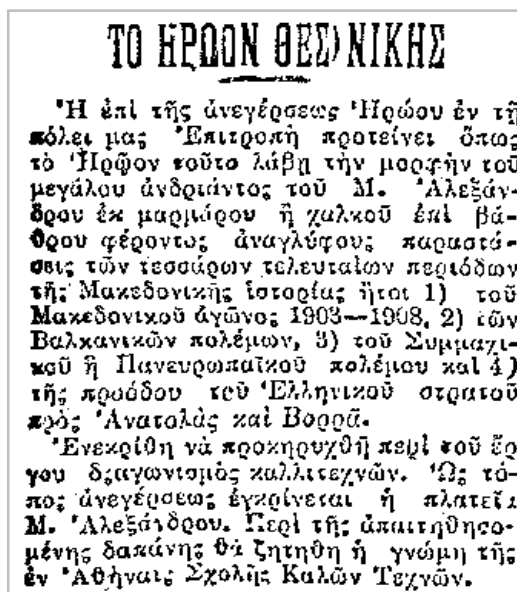 ΤΟ ΗΡΩΟΝ ΘΕΣ)ΝΙΚΗΣ
Ἡ ἐπὶ τῆς ἀνεγέρσεως Ἡρώου ἐν τῇ
πόλει μας Ἐπιτροπὴ προτείνει ὅπως
τὸ Ἡρῷον τοῦτο λάβῃ τὴν μορφὴν τοῦ
μεγάλου ἀνδριάντος τοῦ Μ. Ἀλεξάν-
δρου ἐκ μαρμάρου ἢ χαλκοῦ ἐπὶ βά-
θρου φέροντος ἀναγλύφους παραστά-
σεις τῶν τεσσάρων τελευταίων περιόδων
τῆς Μακεδονικῆς ἱστορίας ἤτοι 1) τοῦ
Μακεδονικοῦ ἀγῶνος 1903—1908, 2) τῶν
Βαλκανικῶν πολέμων, 3) τοῦ Συμμαχι-
κοῦ ἢ Πανευρωπαϊκοῦ πολέμου καὶ 4)
τῆς προόδου τοῦ Ἑλληνικοῦ στρατοῦ
πρὸς Ἀνατολὰς καὶ Βορρᾶ.
Ἐνεκρίθη νὰ προκηρυχθῇ περὶ τοῦ ἔρ
γου διαγωνισμὸς καλλιτεχνῶν. Ὡς τό-
πος ἀνεγέρσεως ἐγκρίνεται ἡ πλατεῖα
Μ. Ἀλεξάνδρου. Περὶ τῆς ἀπαιτηθησο-
μένης δαπάνης θὰ ζητηθῇ ἡ γνώμη τῆς
ἐν Ἀθήναις Σχολῆς Καλῶν Τεχνῶν.